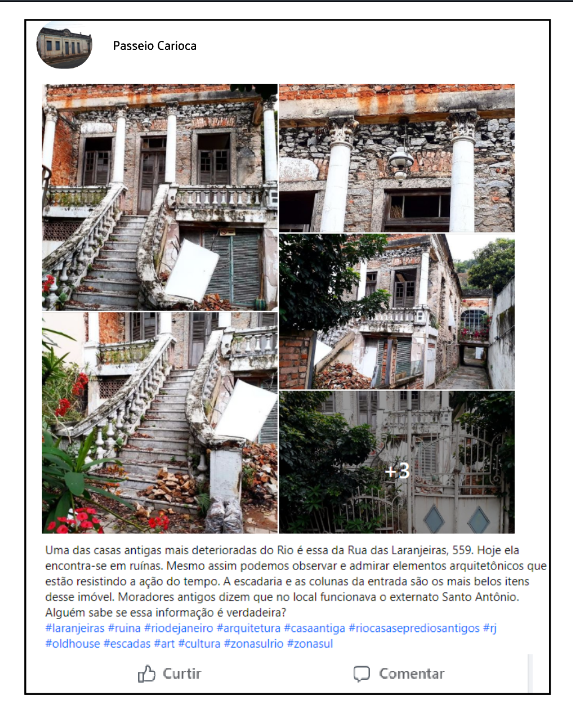 Passeio Carioca
+3
Uma das casas antigas mais deterioradas do Rio é essa da Rua das Laranjeiras, 559. Hoje ela
encontra-se em ruínas. Mesmo assim podemos observar e admirar elementos arquitetônicos que
estão resistindo a ação do tempo. A escadaria e as colunas da entrada são os mais belos itens
desse imóvel. Moradores antigos dizem que no local funcionava o externato Santo Antônio.
Alguém sabe se essa informação é verdadeira?
#laranjeiras #ruina #riodejaneiro #arquitetura #casaantiga #riocasaseprediosantigos #rj
#oldhouse #escadas #art #cultura #zonasulrio #zonasul
Curtir
Comentar